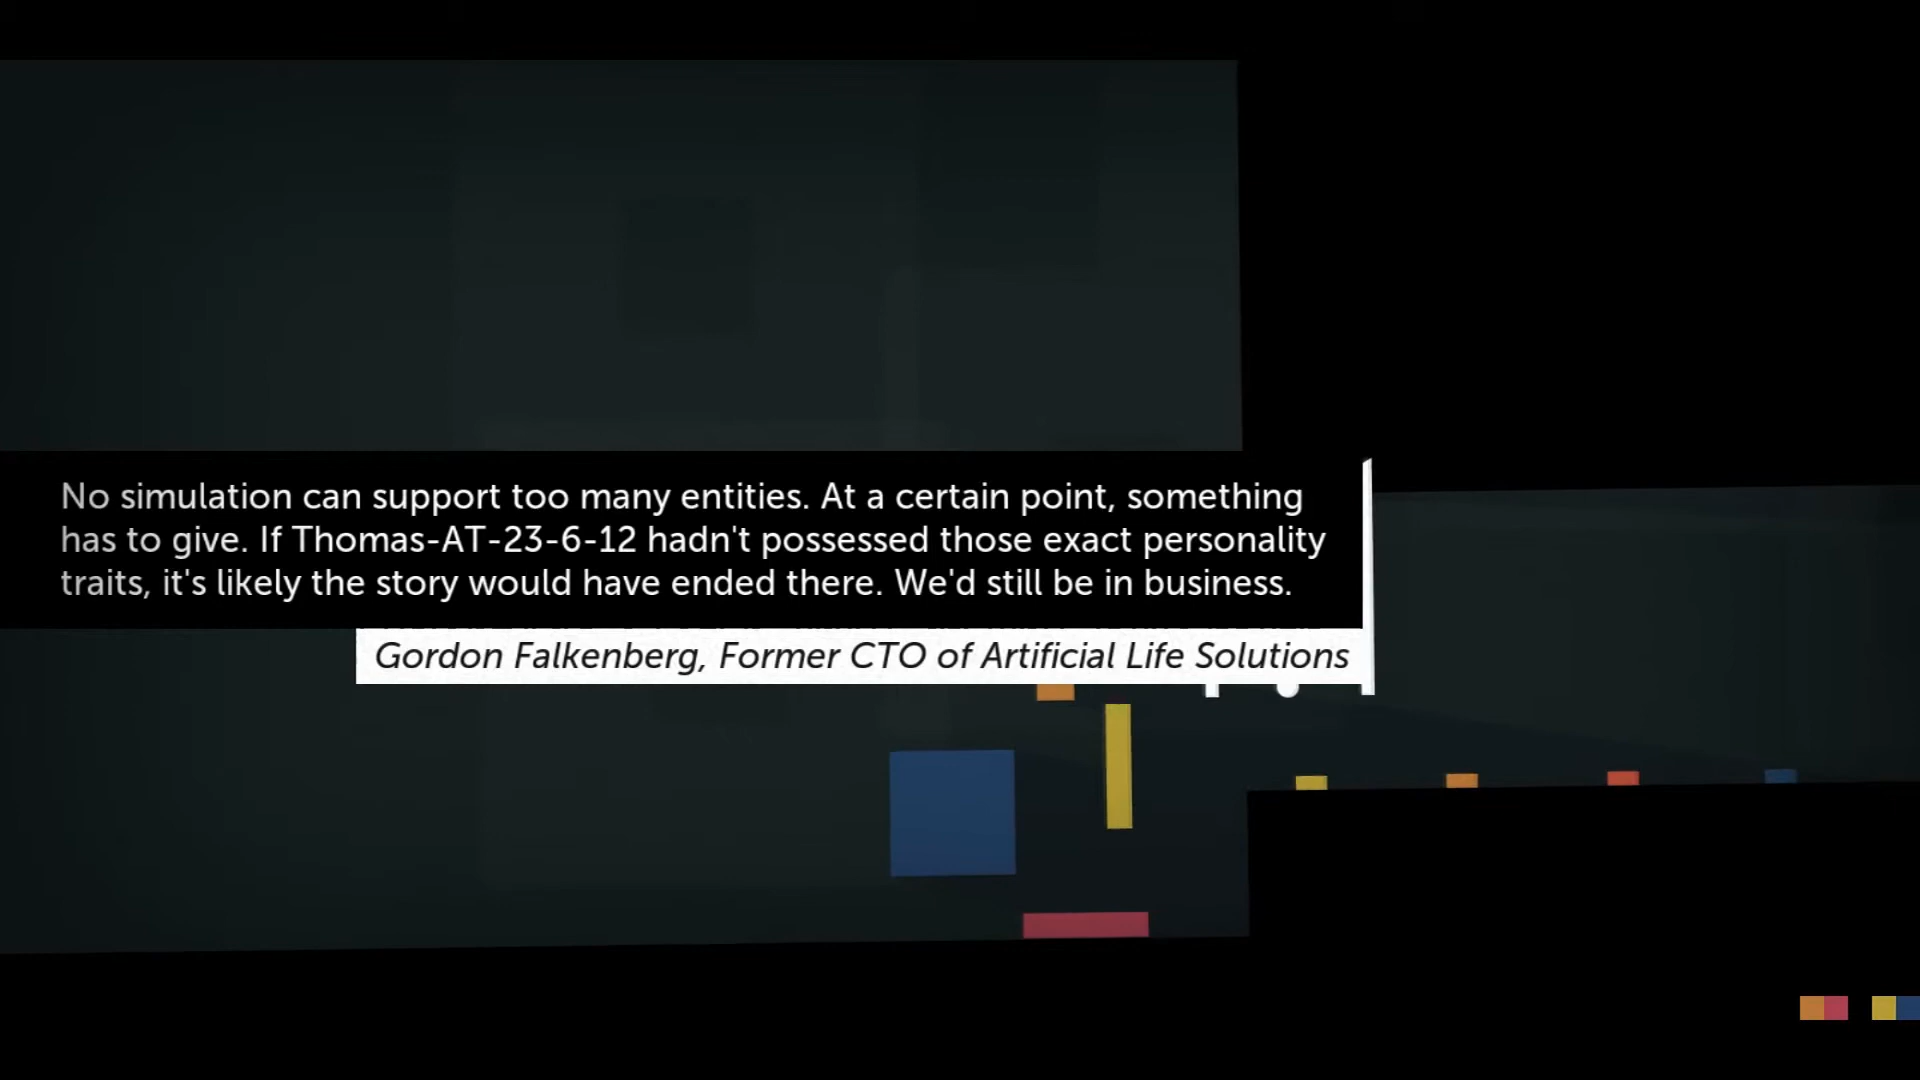 No simulation can support too many entities. At a certain point, something
has to give. If Thomas-AT-23-6-12 hadn't possessed those exact personality
traits, it's likely the story would have ended there. We'd still be in business.
Gordon Falkenberg, Former CTO of Artificial Life Solutions